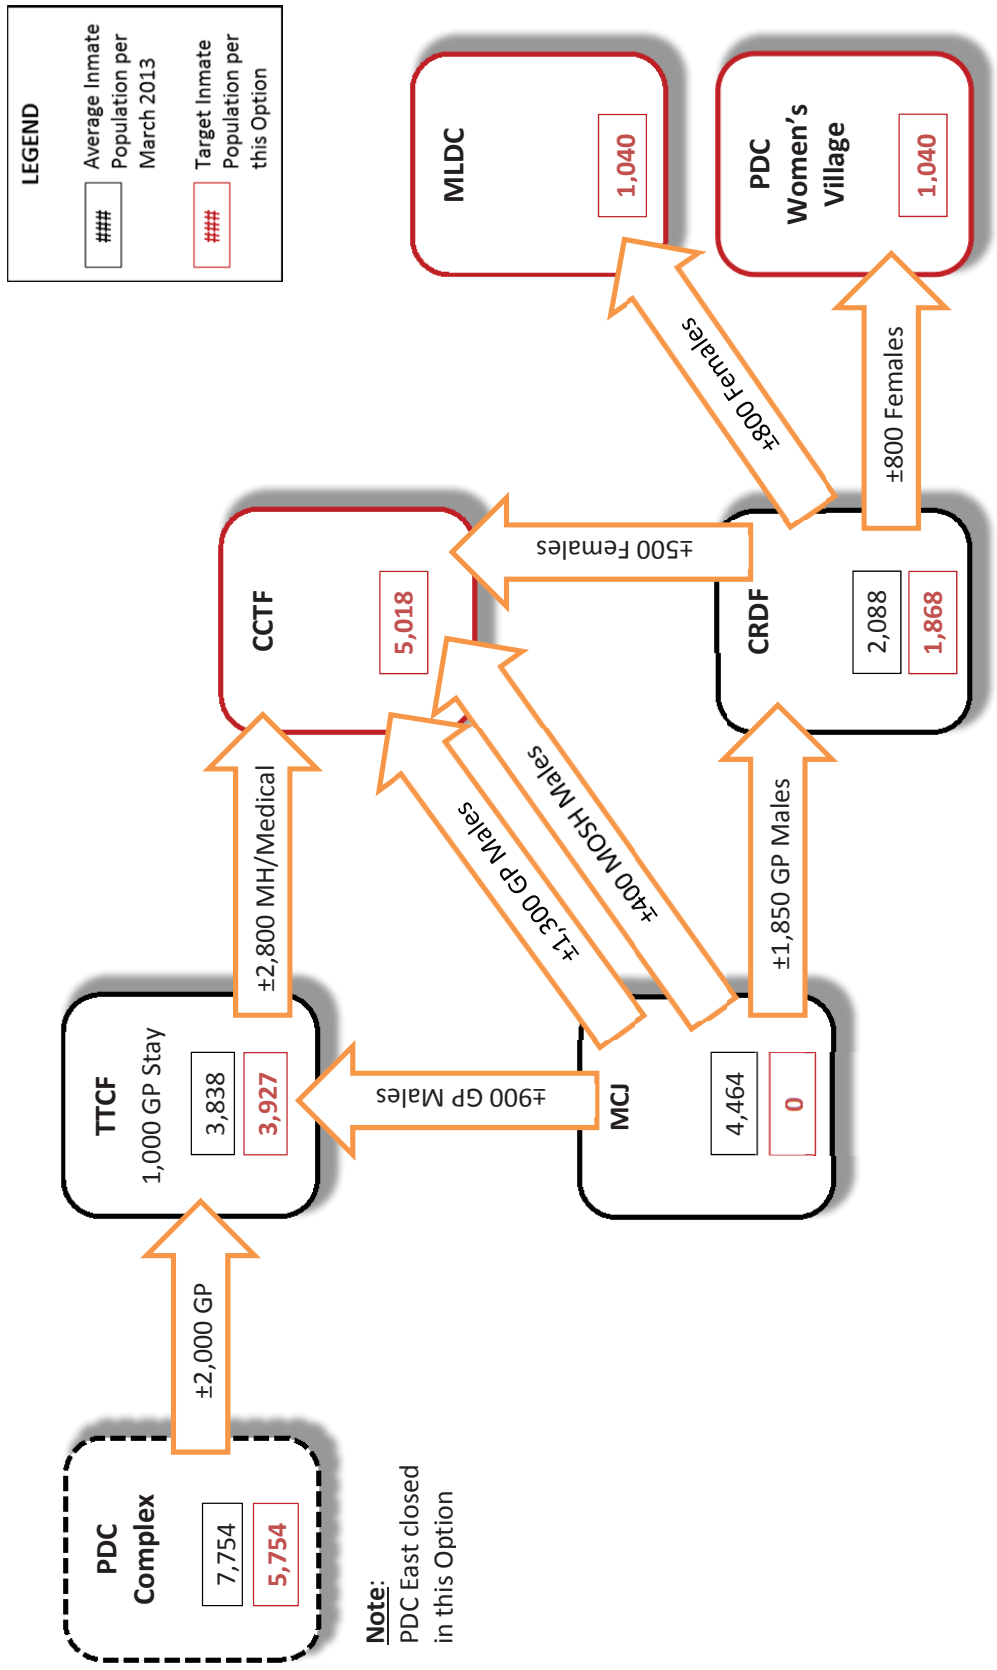 LEGEND
###
Average Inmate
Population per
March 2013
###
Target Inmate
Population per
this Option
PDC
Complex
7,754
5,754
±2,000 GP
TTCF
1,000 GP Stay
3,838
3,927
±2,800 MH/Medical
CCTF
5,018
±900 GP Males
±1,300 GP Males
±400 MOSH Males
±500 Females
MLDC
1,040
±800 Females
Note:
PDC East closed
in this Option
MCJ
4,464
0
±1,850 GP Males
CRDF
2,088
1,868
±800 Females
PDC
Women's
Village
1,040